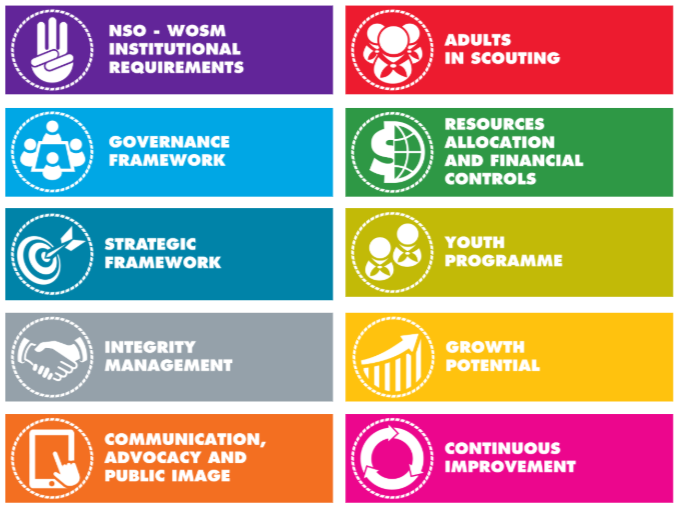 NSO - WOSM
INSTITUTIONAL
REQUIREMENTS
ADULTS
IN SCOUTING
GOVERNANCE
FRAMEWORK
RESOURCES
ALLOCATION
AND FINANCIAL
CONTROLS
STRATEGIC
FRAMEWORK
YOUTH
PROGRAMME
INTEGRITY
MANAGEMENT
GROWTH
POTENTIAL
COMMUNICATION,
ADVOCACY AND
PUBLIC IMAGE
CONTINUOUS
IMPROVEMENT